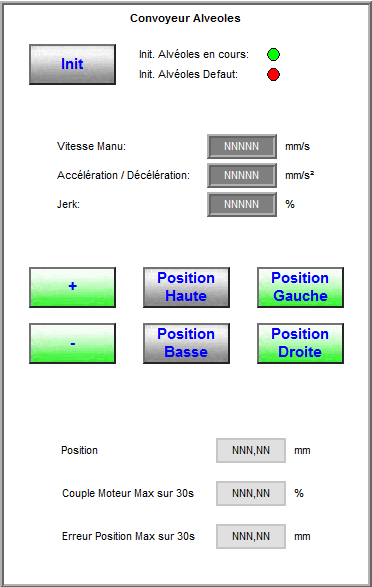 Convoyeur Alveoles
Init
Init. Alvéoles en cours:
Init. Alvéoles Defaut:
Vitesse Manu: NNNNN mm/s
Accélération / Décélération: NNNNN mm/s²
Jerk: NNNNN %
+
Position
Haute
Position
Gauche
-
Position
Basse
Position
Droite
Position NNN,NN mm
Couple Moteur Max sur 30s NNN,NN %
Erreur Position Max sur 30s NNN,NN mm